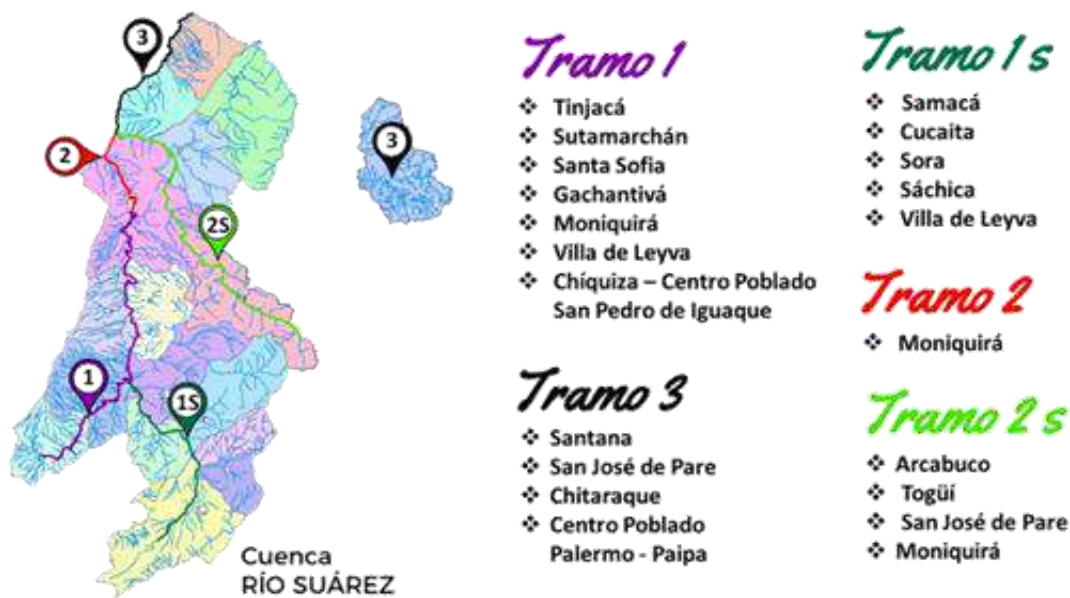 3
2
3
2S
1
1S
Cuenca
RÍO SUÁREZ
Tramo 1
❖ Tinjacá
❖ Sutamarchán
❖ Santa Sofia
❖ Gachantivá
❖ Moniquirá
❖ Villa de Leyva
❖ Chíquiza – Centro Poblado
San Pedro de Iguaque
Tramo 3
❖ Santana
❖ San José de Pare
❖ Chitaraque
❖ Centro Poblado
Palermo - Paipa
Tramo 1 s
❖ Samacá
❖ Cucaita
❖ Sora
❖ Sáchica
❖ Villa de Leyva
Tramo 2
❖ Moniquirá
Tramo 2 s
❖ Arcabuco
❖ Togüí
❖ San José de Pare
❖ Moniquirá